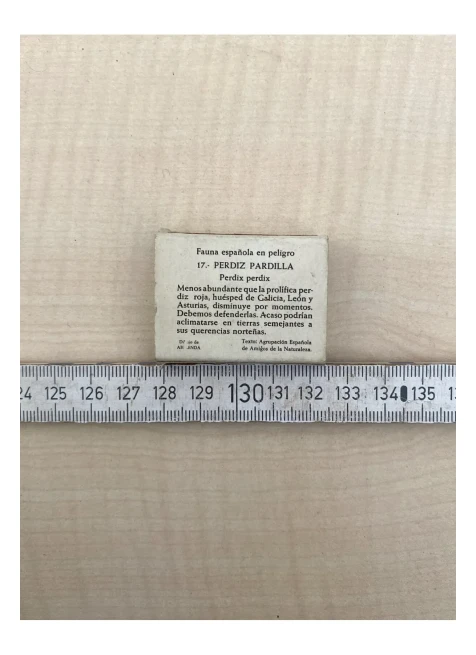 Fauna española en peligro
17.- PERDIZ PARDILLA
Perdix perdix
Menos abundante que la prolífica per-
diz roja, huésped de Galicia, León y
Asturias, disminuye por momentos.
Debemos defenderlas. Acaso podrían
aclimatarse en tierras semejantes a
sus querencias norteñas.
de
Texto: Agrupación Española
de Amigos de la Naturaleza.
125 126 127 128 129 130 131 132 133 134 135